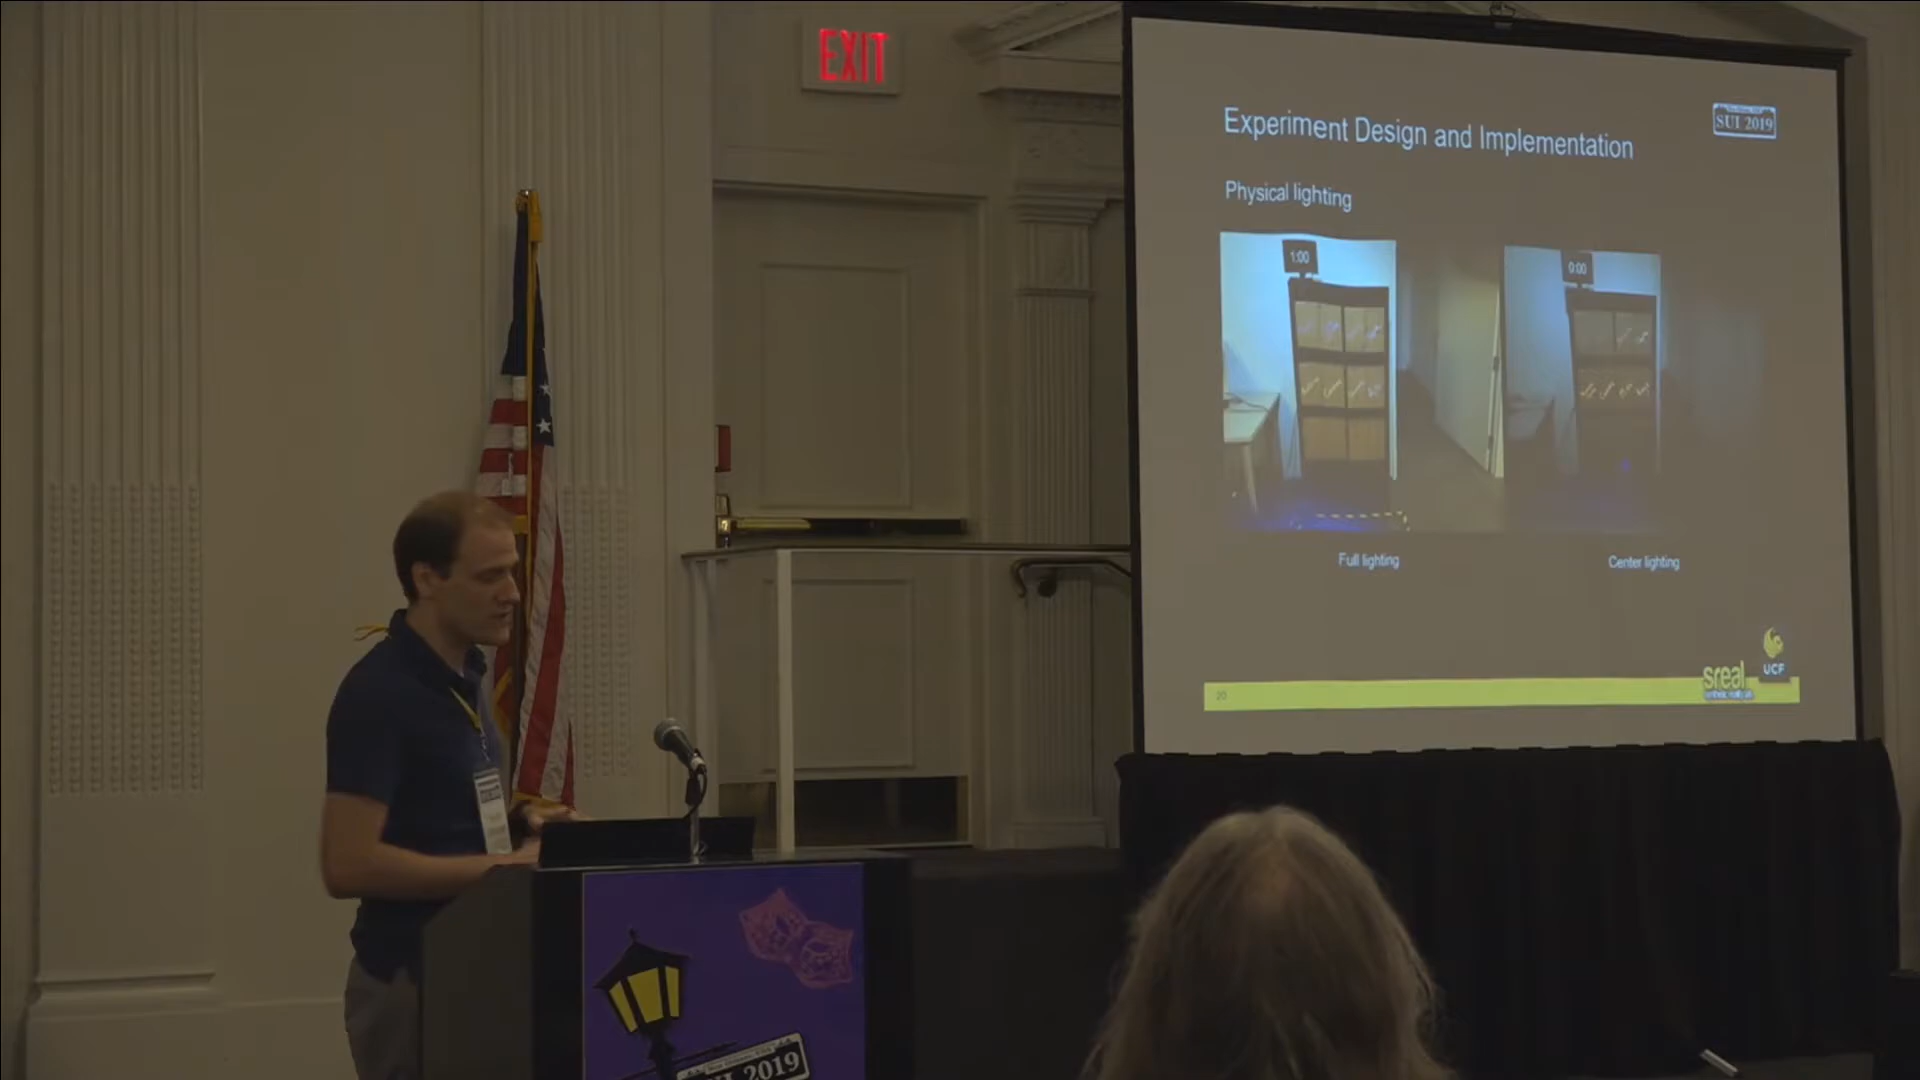 EXIT
Experiment Design and Implementation
SUI 2019
Physical lighting
1:00
0:00
Full lighting
Center lighting
sreal
UCF
20
2019